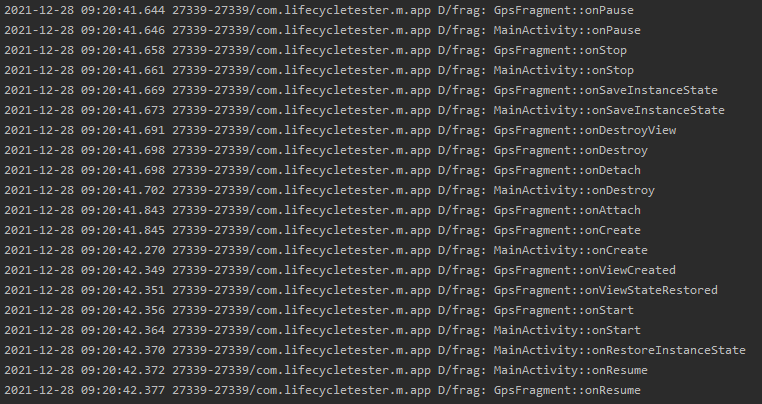 2021-12-28 09:20:41.644 27339-27339/com.lifecycletester.m.app D/frag: GpsFragment::onPause
2021-12-28 09:20:41.646 27339-27339/com.lifecycletester.m.app D/frag: MainActivity::onPause
2021-12-28 09:20:41.658 27339-27339/com.lifecycletester.m.app D/frag: GpsFragment::onStop
2021-12-28 09:20:41.661 27339-27339/com.lifecycletester.m.app D/frag: MainActivity::onStop
2021-12-28 09:20:41.669 27339-27339/com.lifecycletester.m.app D/frag: GpsFragment::onSaveInstanceState
2021-12-28 09:20:41.673 27339-27339/com.lifecycletester.m.app D/frag: MainActivity::onSaveInstanceState
2021-12-28 09:20:41.691 27339-27339/com.lifecycletester.m.app D/frag: GpsFragment::onDestroyView
2021-12-28 09:20:41.698 27339-27339/com.lifecycletester.m.app D/frag: GpsFragment::onDestroy
2021-12-28 09:20:41.698 27339-27339/com.lifecycletester.m.app D/frag: GpsFragment::onDetach
2021-12-28 09:20:41.702 27339-27339/com.lifecycletester.m.app D/frag: MainActivity::onDestroy
2021-12-28 09:20:41.843 27339-27339/com.lifecycletester.m.app D/frag: GpsFragment::onAttach
2021-12-28 09:20:41.845 27339-27339/com.lifecycletester.m.app D/frag: GpsFragment::onCreate
2021-12-28 09:20:42.270 27339-27339/com.lifecycletester.m.app D/frag: MainActivity::onCreate
2021-12-28 09:20:42.349 27339-27339/com.lifecycletester.m.app D/frag: GpsFragment::onViewCreated
2021-12-28 09:20:42.351 27339-27339/com.lifecycletester.m.app D/frag: GpsFragment::onViewStateRestored
2021-12-28 09:20:42.356 27339-27339/com.lifecycletester.m.app D/frag: GpsFragment::onStart
2021-12-28 09:20:42.364 27339-27339/com.lifecycletester.m.app D/frag: MainActivity::onStart
2021-12-28 09:20:42.370 27339-27339/com.lifecycletester.m.app D/frag: MainActivity::onRestoreInstanceState
2021-12-28 09:20:42.372 27339-27339/com.lifecycletester.m.app D/frag: MainActivity::onResume
2021-12-28 09:20:42.377 27339-27339/com.lifecycletester.m.app D/frag: GpsFragment::onResume